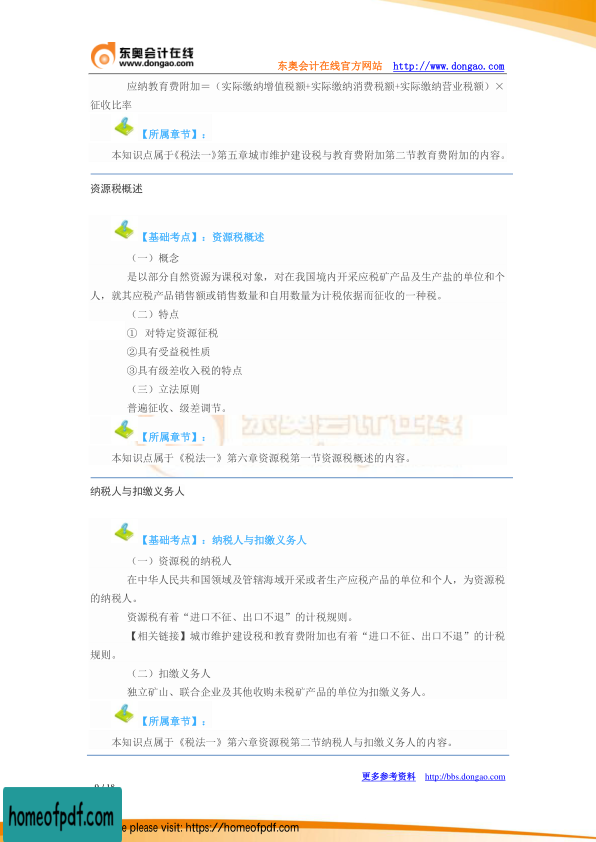 东奥会计在线
www.dongao.com
东奥会计在线官方网站 http://www.dongao.com
应纳教育费附加＝（实际缴纳增值税额+实际缴纳消费税额+实际缴纳营业税额）×
征收比率
【所属章节】：
本知识点属于《税法一》第五章城市维护建设税与教育费附加第二节教育费附加的内容。
资源税概述
【基础考点】：资源税概述
（一）概念
是以部分自然资源为课税对象，对在我国境内开采应税矿产品及生产盐的单位和个
人，就其应税产品销售额或销售数量和自用数量为计税依据而征收的一种税。
（二）特点
① 对特定资源征税
②具有受益税性质
③具有级差收入税的特点
（三）立法原则
普遍征收、级差调节。
东奥会计在线
【所属章节】：
本知识点属于《税法一》第六章资源税第一节资源税概述的内容。
纳税人与扣缴义务人
【基础考点】：纳税人与扣缴义务人
（一）资源税的纳税人
在中华人民共和国领域及管辖海域开采或者生产应税产品的单位和个人，为资源税
的纳税人。
资源税有着“进口不征、出口不退”的计税规则。
【相关链接】城市维护建设税和教育费附加也有着“进口不征、出口不退”的计税
规则。
（二）扣缴义务人
独立矿山、联合企业及其他收购未税矿产品的单位为扣缴义务人。
【所属章节】：
本知识点属于《税法一》第六章资源税第二节纳税人与扣缴义务人的内容。
更多参考资料 http://bbs.dongao.com
9 / 18
homeofpdf.com
please visit: https://homeofpdf.com